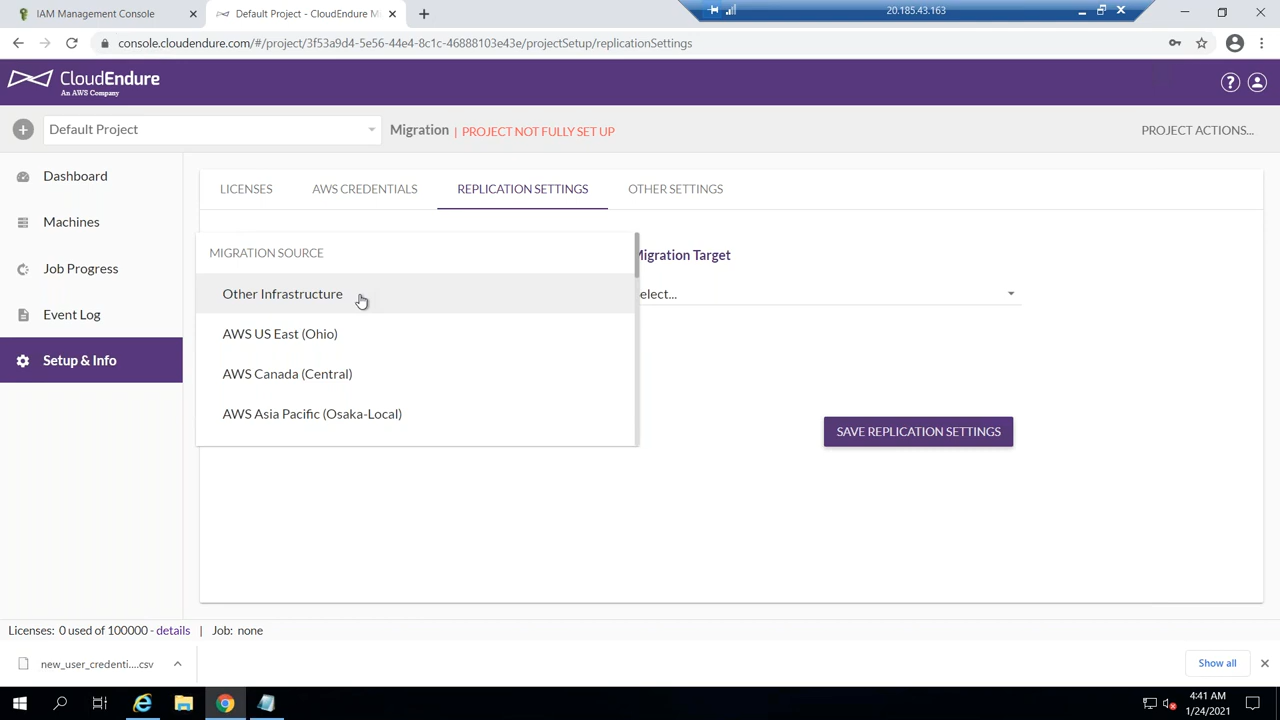 IAM Management Console
Default Project - CloudEndure M
20.185.43.163
console.cloudendure.com/#/project/3f53a9d4-5e56-44e4-8c1c-46888103e43e/projectSetup/replicationSettings
CloudEndure
An AWS Company
Default Project
Migration | PROJECT NOT FULLY SET UP
PROJECT ACTIONS...
Dashboard
Machines
Job Progress
Event Log
Setup & Info
LICENSES
AWS CREDENTIALS
REPLICATION SETTINGS
OTHER SETTINGS
MIGRATION SOURCE
Other Infrastructure
AWS US East (Ohio)
AWS Canada (Central)
AWS Asia Pacific (Osaka-Local)
Migration Target
elect...
SAVE REPLICATION SETTINGS
Licenses: 0 used of 100000 - details | Job: none
new_user_credenti....csv
Show all
4:41 AM
1/24/2021